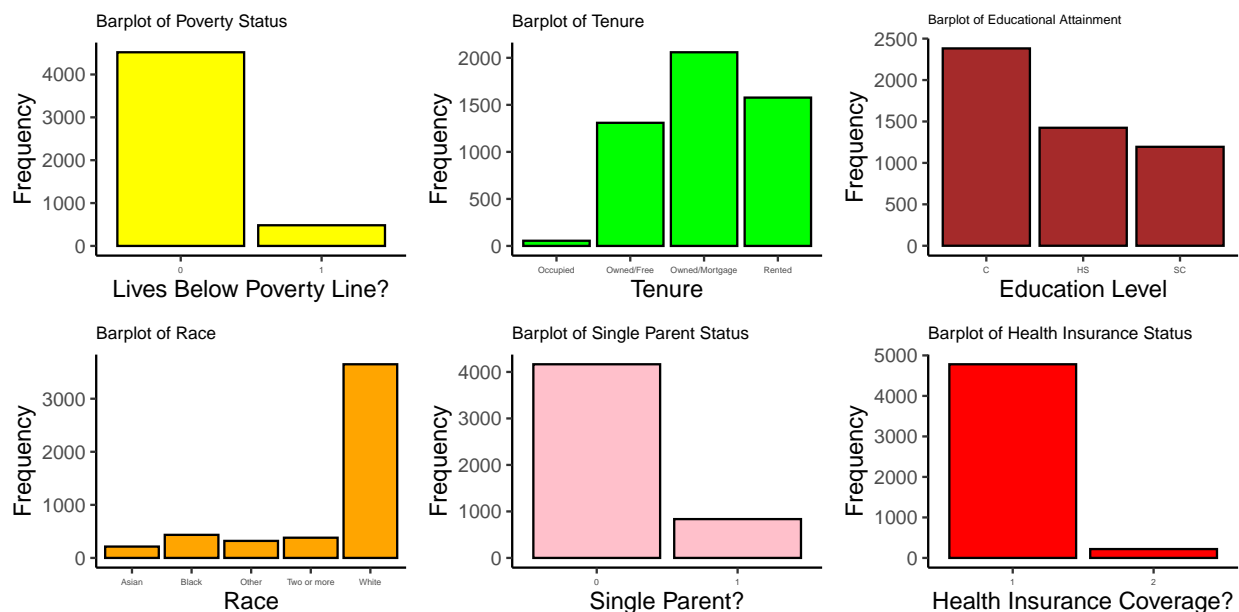 Barplot of Poverty Status
Frequency
4000
3000
2000
1000
0
0 1
Lives Below Poverty Line?
Barplot of Tenure
Frequency
2000
1500
1000
500
0
Occupied Owned/Free Owned/Mortgage Rented
Tenure
Barplot of Educational Attainment
Frequency
2500
2000
1500
1000
500
0
C HS SC
Education Level
Barplot of Race
Frequency
3000
2000
1000
0
Asian Black Other Two or more White
Race
Barplot of Single Parent Status
Frequency
4000
3000
2000
1000
0
0 1
Single Parent?
Barplot of Health Insurance Status
Frequency
5000
4000
3000
2000
1000
0
1 2
Health Insurance Coverage?